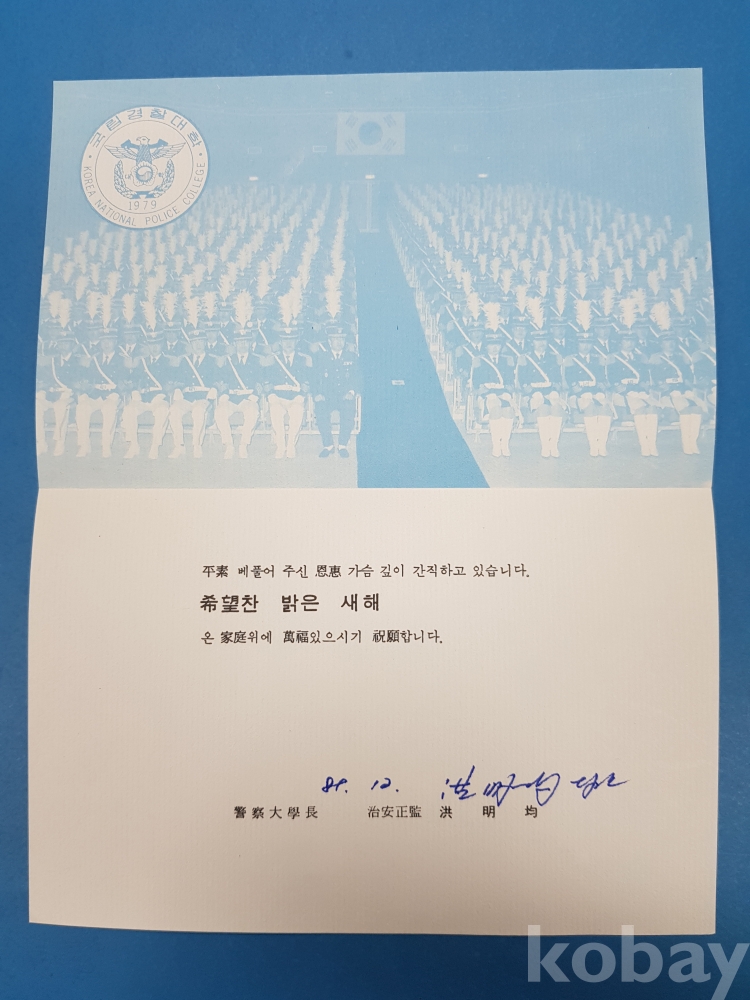 국립경찰대학
KOREA NATIONAL POLICE COLLEGE
1979
平素 베풀어 주신 恩惠 가슴 깊이 간직하고 있습니다.
希望찬 밝은 새해
온 家庭위에 萬福있으시기 祝願합니다.
12. 洪
警察大學長 治安正監 洪明均
kobay